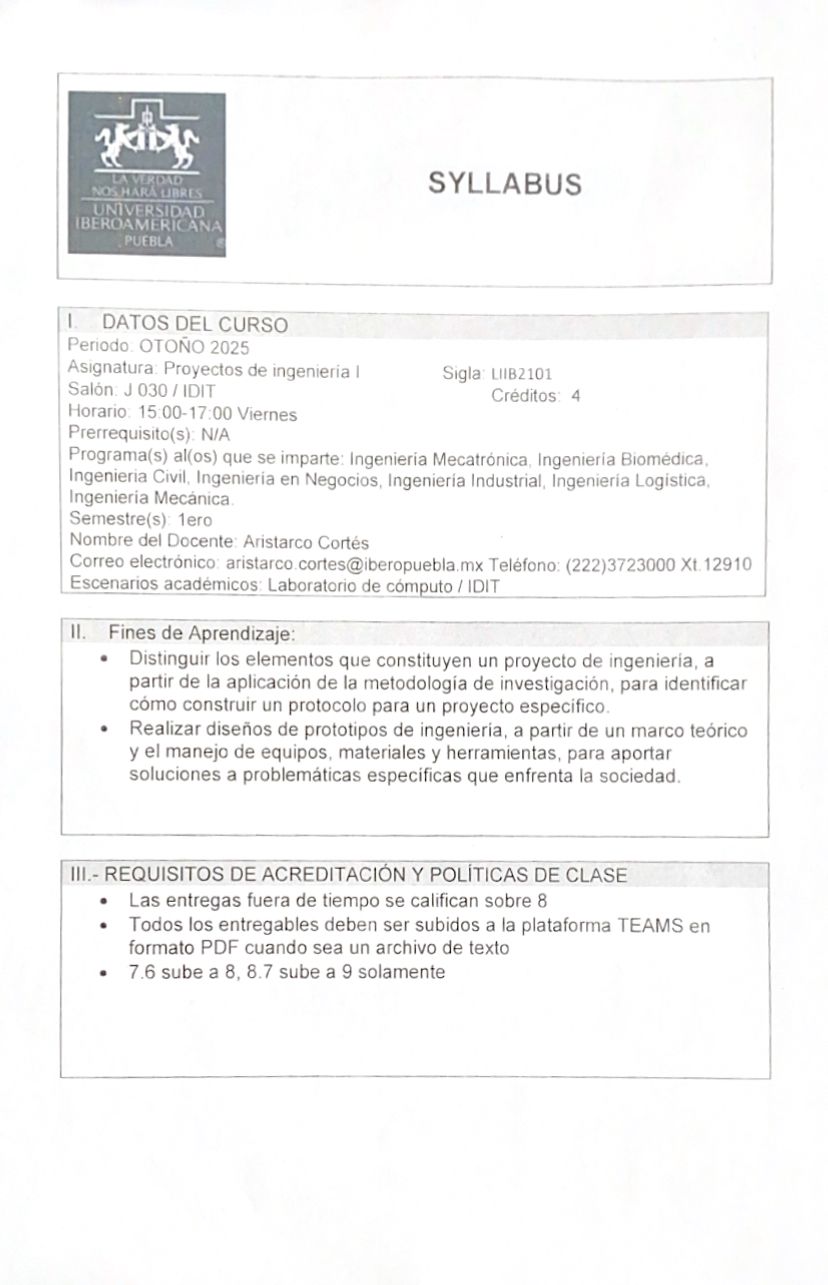 LA VERDAD
NOS HARÁ LIBRES
UNIVERSIDAD
IBEROAMERICANA
PUEBLA ®
SYLLABUS
I. DATOS DEL CURSO
Periodo: OTOÑO 2025
Asignatura: Proyectos de ingeniería I Sigla: LIIB2101
Salón: J 030 / IDIT Créditos: 4
Horario: 15:00-17:00 Viernes
Prerrequisito(s): N/A
Programa(s) al(os) que se imparte: Ingeniería Mecatrónica, Ingeniería Biomédica,
Ingeniería Civil, Ingeniería en Negocios, Ingeniería Industrial, Ingeniería Logística,
Ingeniería Mecánica.
Semestre(s): 1ero
Nombre del Docente: Aristarco Cortés
Correo electrónico: aristarco.cortes@iberopuebla.mx Teléfono: (222)3723000 Xt.12910
Escenarios académicos: Laboratorio de cómputo / IDIT
II. Fines de Aprendizaje:
• Distinguir los elementos que constituyen un proyecto de ingeniería, a
partir de la aplicación de la metodología de investigación, para identificar
cómo construir un protocolo para un proyecto específico.
• Realizar diseños de prototipos de ingeniería, a partir de un marco teórico
y el manejo de equipos, materiales y herramientas, para aportar
soluciones a problemáticas específicas que enfrenta la sociedad.
III.- REQUISITOS DE ACREDITACIÓN Y POLÍTICAS DE CLASE
• Las entregas fuera de tiempo se califican sobre 8
• Todos los entregables deben ser subidos a la plataforma TEAMS en
formato PDF cuando sea un archivo de texto
• 7.6 sube a 8, 8.7 sube a 9 solamente